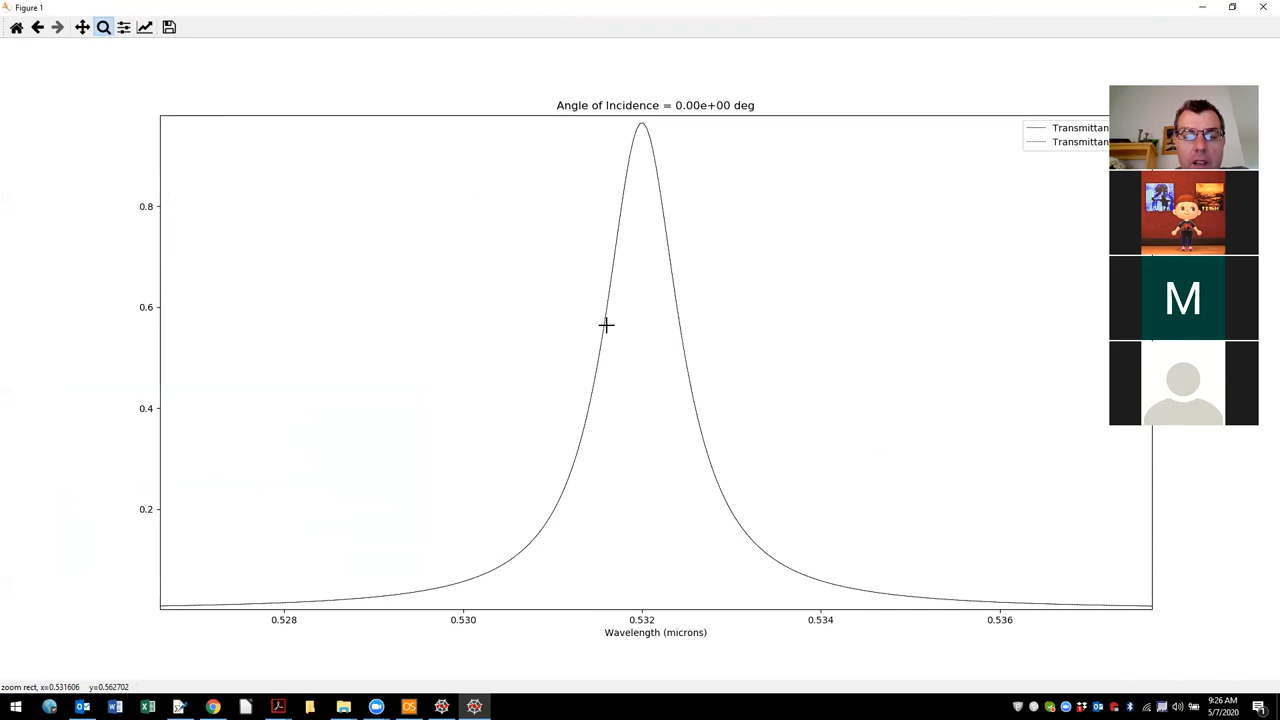 Figure 1
Angle of Incidence = 0.00e+00 deg
0.8
0.6
0.4
0.2
0.528
0.530
0.532
0.534
0.536
Wavelength (microns)
M
zoom rect, x=0.531606 y=0.562702
9:26 AM
5/7/2020